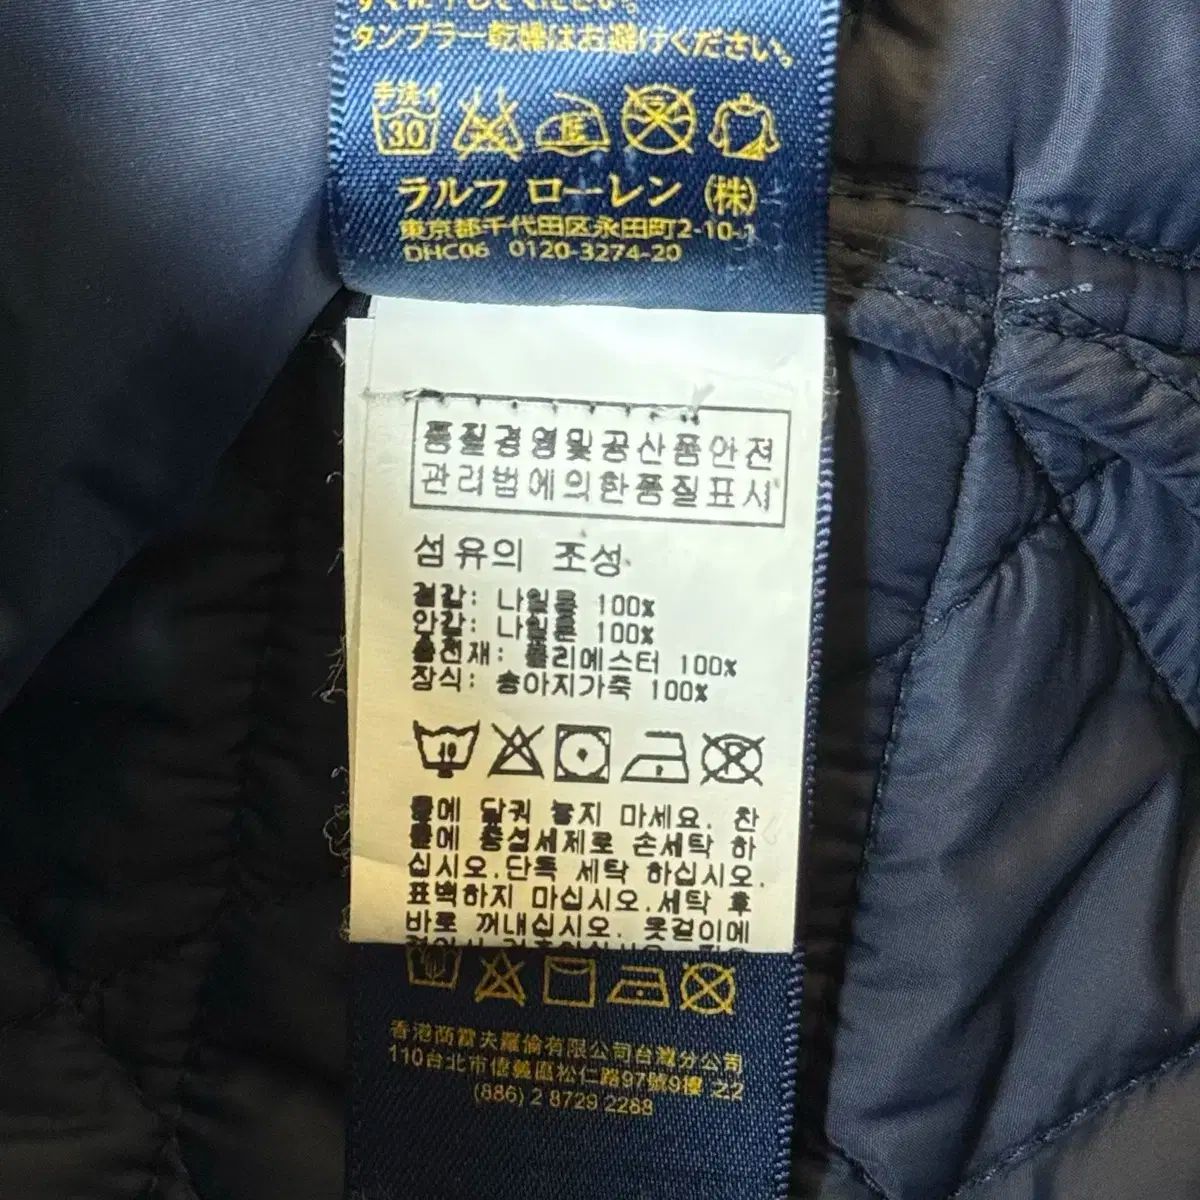 タンブラー乾燥はお避けください。
手洗イ
30
ラルフ ローレン (株)
東京都千代田区永田町2-10-1
DHC06 0120-3274-20
품질경영및공산품안전
관리법에의한품질표시
섬유의 조성
겉감: 나일론 100%
안감: 나일론 100%
충전재: 폴리에스터 100%
장식: 송아지가죽 100%
40
물에 담궈 놓지 마세요. 찬
물에 중성세제로 손세탁 하
십시오.단독 세탁 하십시오.
표백하지 마십시오.세탁 후
바로 꺼내십시오. 옷걸이에
香港商雷夫羅倫有限公司台灣分公司
110台北市信義區松仁路97號9樓 之2
(886) 2 8729 2288